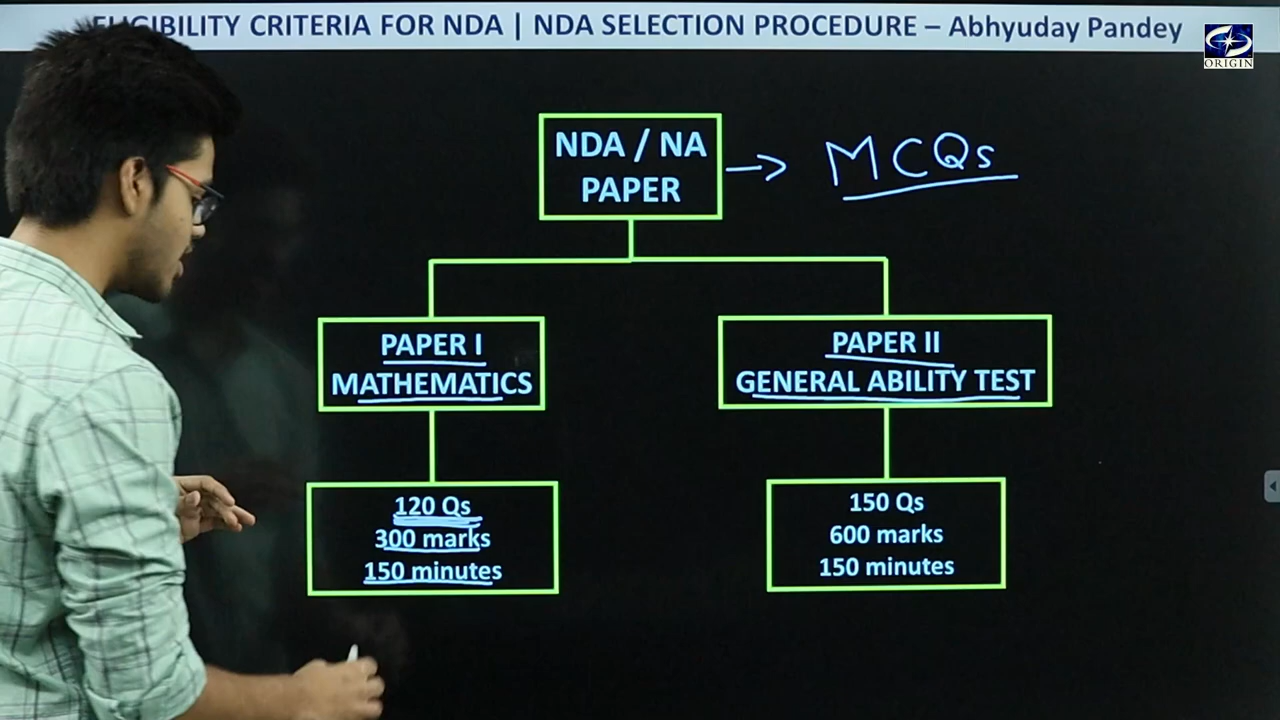 ELIGIBILITY CRITERIA FOR NDA | NDA SELECTION PROCEDURE – Abhyuday Pandey
ORIGIN
NDA / NA
PAPER
MCQs
PAPER I
MATHEMATICS
PAPER II
GENERAL ABILITY TEST
120 Qs
300 marks
150 minutes
150 Qs
600 marks
150 minutes